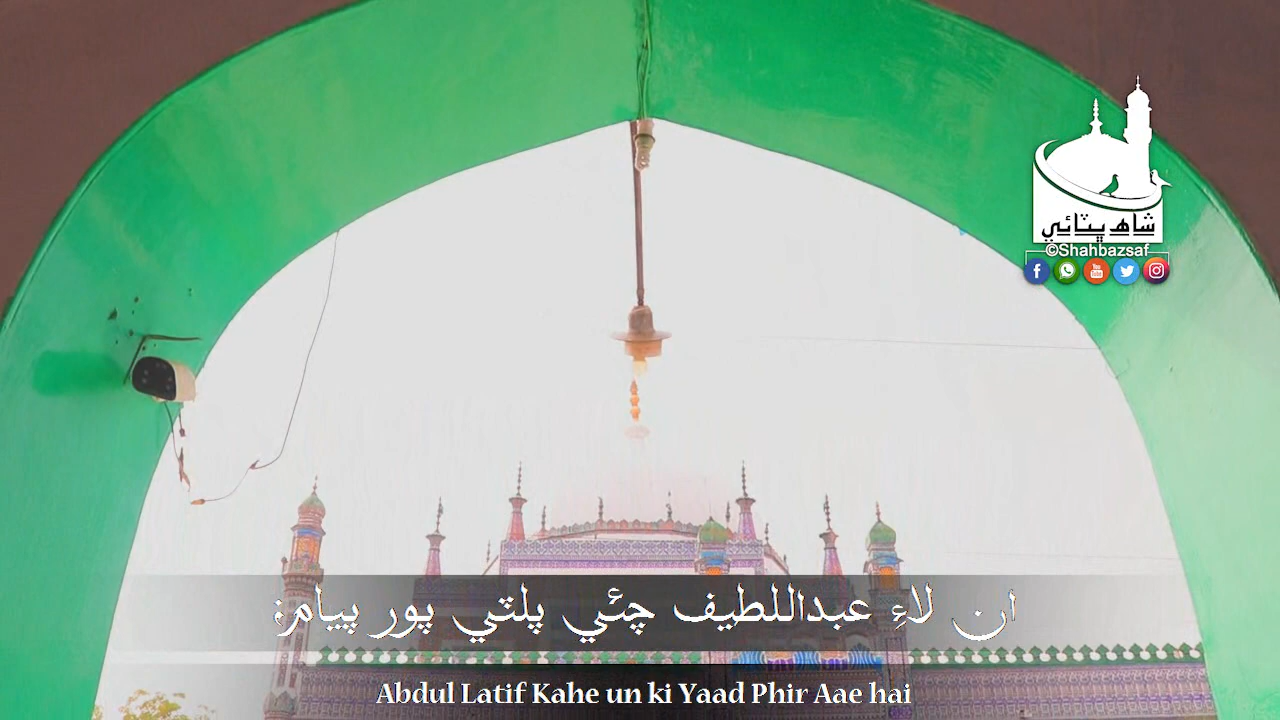 شاھ ڀٽائي
©Shahbazsaf
ان لاءِ عبداللطيف چئي پلٽي پور پيام؛
Abdul Latif Kahe un ki Yaad Phir Aae hai